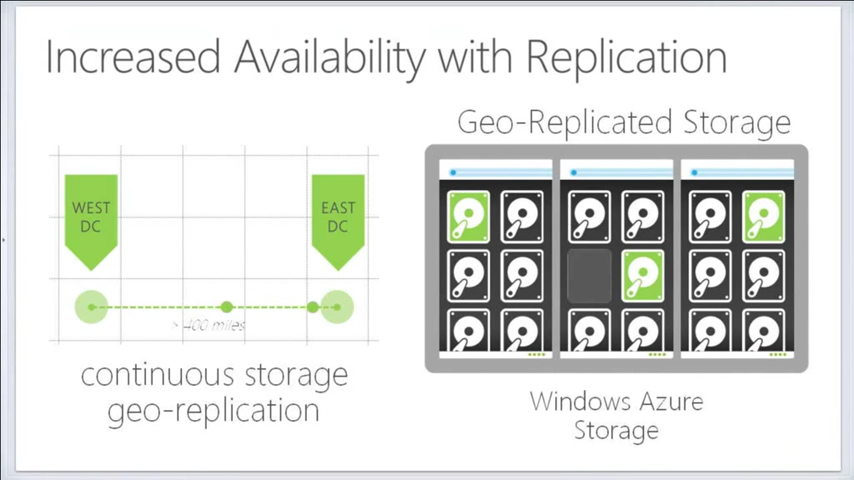 Increased Availability with Replication
Geo-Replicated Storage
WEST
DC
EAST
DC
> 400 miles
continuous storage
geo-replication
Windows Azure
Storage